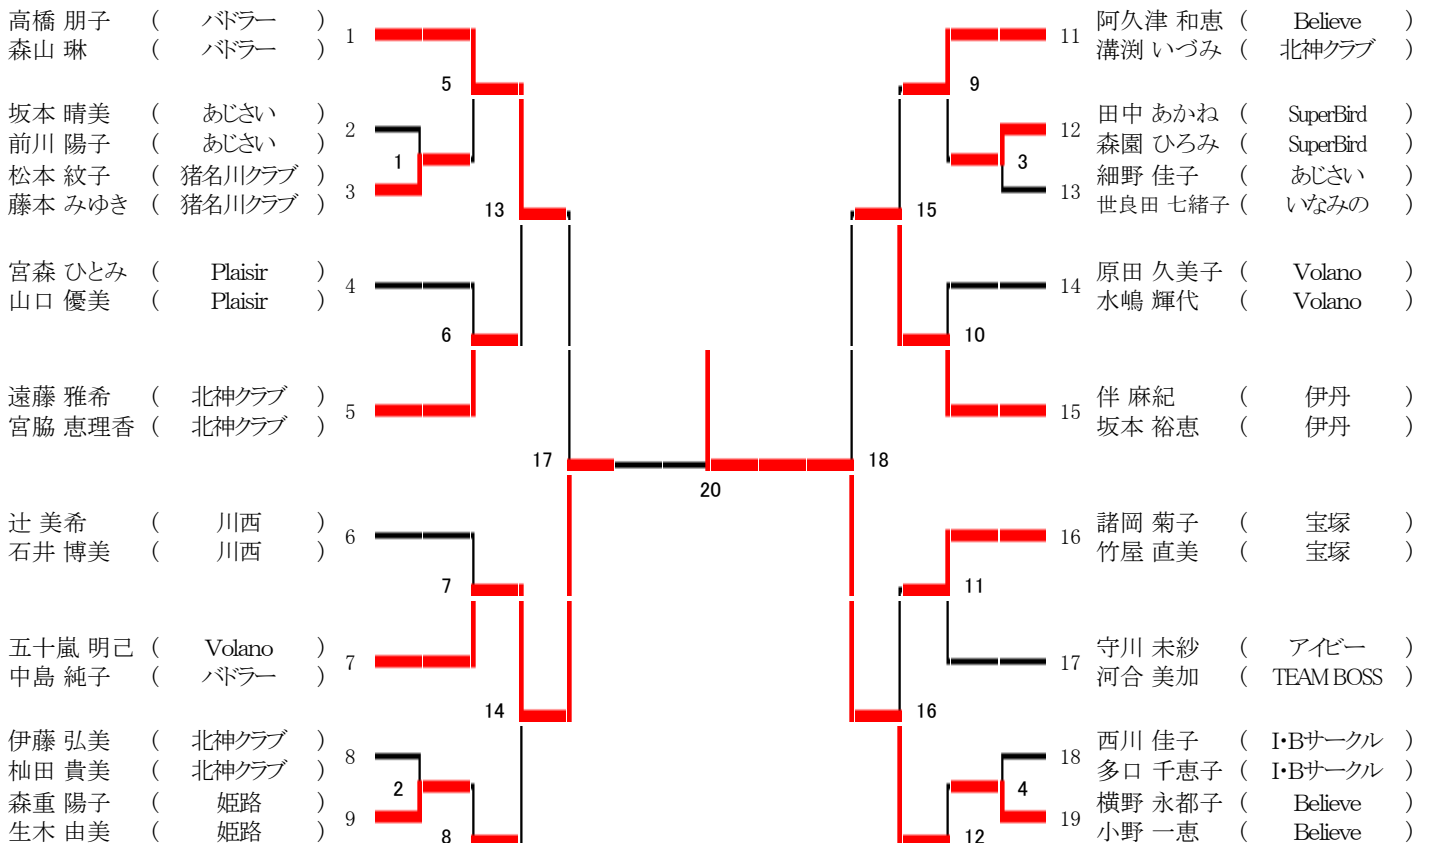 高橋 朋子 ( バドラー )
1
森山 琳 ( バドラー )
5
坂本 晴美 ( あじさい )
2
前川 陽子 ( あじさい )
1
松本 紋子 ( 猪名川クラブ )
3
藤本 みゆき ( 猪名川クラブ )
13
宮森 ひとみ ( Plaisir )
4
山口 優美 ( Plaisir )
6
遠藤 雅希 ( 北神クラブ )
5
宮脇 恵理香 ( 北神クラブ )
17
辻 美希 ( 川西 )
6
石井 博美 ( 川西 )
7
五十嵐 明己 ( Volano )
7
中島 純子 ( バドラー )
14
伊藤 弘美 ( 北神クラブ )
8
杣田 貴美 ( 北神クラブ )
2
森重 陽子 ( 姫路 )
9
生木 由美 ( 姫路 )
8
20
11
阿久津 和恵 ( Believe )
溝渕 いづみ ( 北神クラブ )
9
12
田中 あかね ( SuperBird )
森園 ひろみ ( SuperBird )
3
13
細野 佳子 ( あじさい )
世良田 七緒子 ( いなみの )
15
14
原田 久美子 ( Volano )
水嶋 輝代 ( Volano )
10
15
伴 麻紀 ( 伊丹 )
坂本 裕恵 ( 伊丹 )
18
16
諸岡 菊子 ( 宝塚 )
竹屋 直美 ( 宝塚 )
11
17
守川 未紗 ( アイビー )
河合 美加 ( TEAM BOSS )
16
18
西川 佳子 ( I・Bサークル )
多口 千恵子 ( I・Bサークル )
4
19
横野 永都子 ( Believe )
小野 一恵 ( Believe )
12